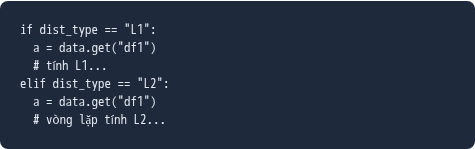 if dist_type == "L1":
  a = data.get("df1")
  # tính L1...
elif dist_type == "L2":
  a = data.get("df1")
  # vòng lặp tính L2...